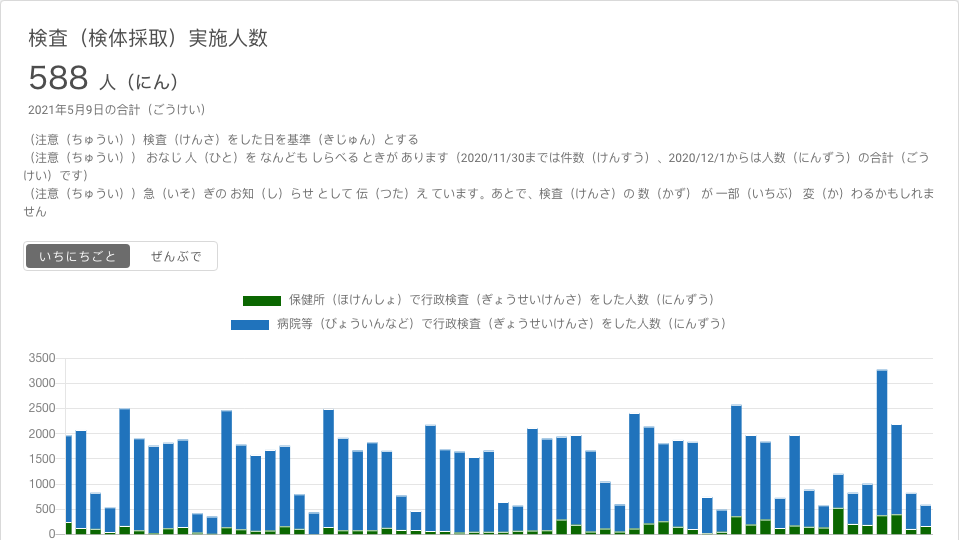 検査（検体採取）実施人数
588 人（にん）
2021年5月9日の合計（ごうけい）
（注意（ちゅうい））検査（けんさ）をした日を基準（きじゅん）とする
（注意（ちゅうい）） おなじ 人（ひと）を なんども しらべる ときが あります（2020/11/30までは件数（けんすう）、2020/12/1からは人数（にんずう）の合計（ごう
けい）です）
（注意（ちゅうい））急（いそ）ぎの お知（し）らせ として 伝（つた）え ています。あとで、検査（けんさ）の 数（かず） が 一部（いちぶ） 変（か）わるかもしれま
せん
いちにちごと ぜんぶで
保健所（ほけんしょ）で行政検査（ぎょうせいけんさ）をした人数（にんずう）
病院等（びょういんなど）で行政検査（ぎょうせいけんさ）をした人数（にんずう）
3500
3000
2500
2000
1500
1000
500
0